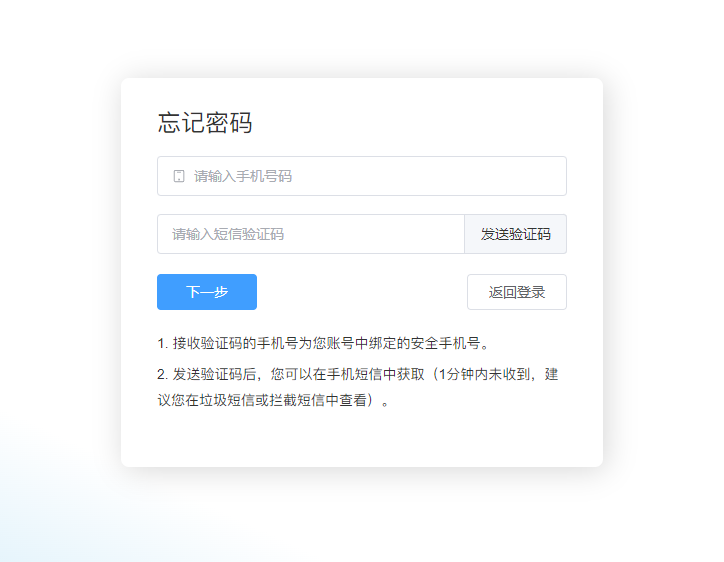 忘记密码
请输入手机号码
请输入短信验证码
发送验证码
下一步
返回登录
1. 接收验证码的手机号为您账号中绑定的安全手机号。
2. 发送验证码后，您可以在手机短信中获取（1分钟内未收到，建
议您在垃圾短信或拦截短信中查看）。